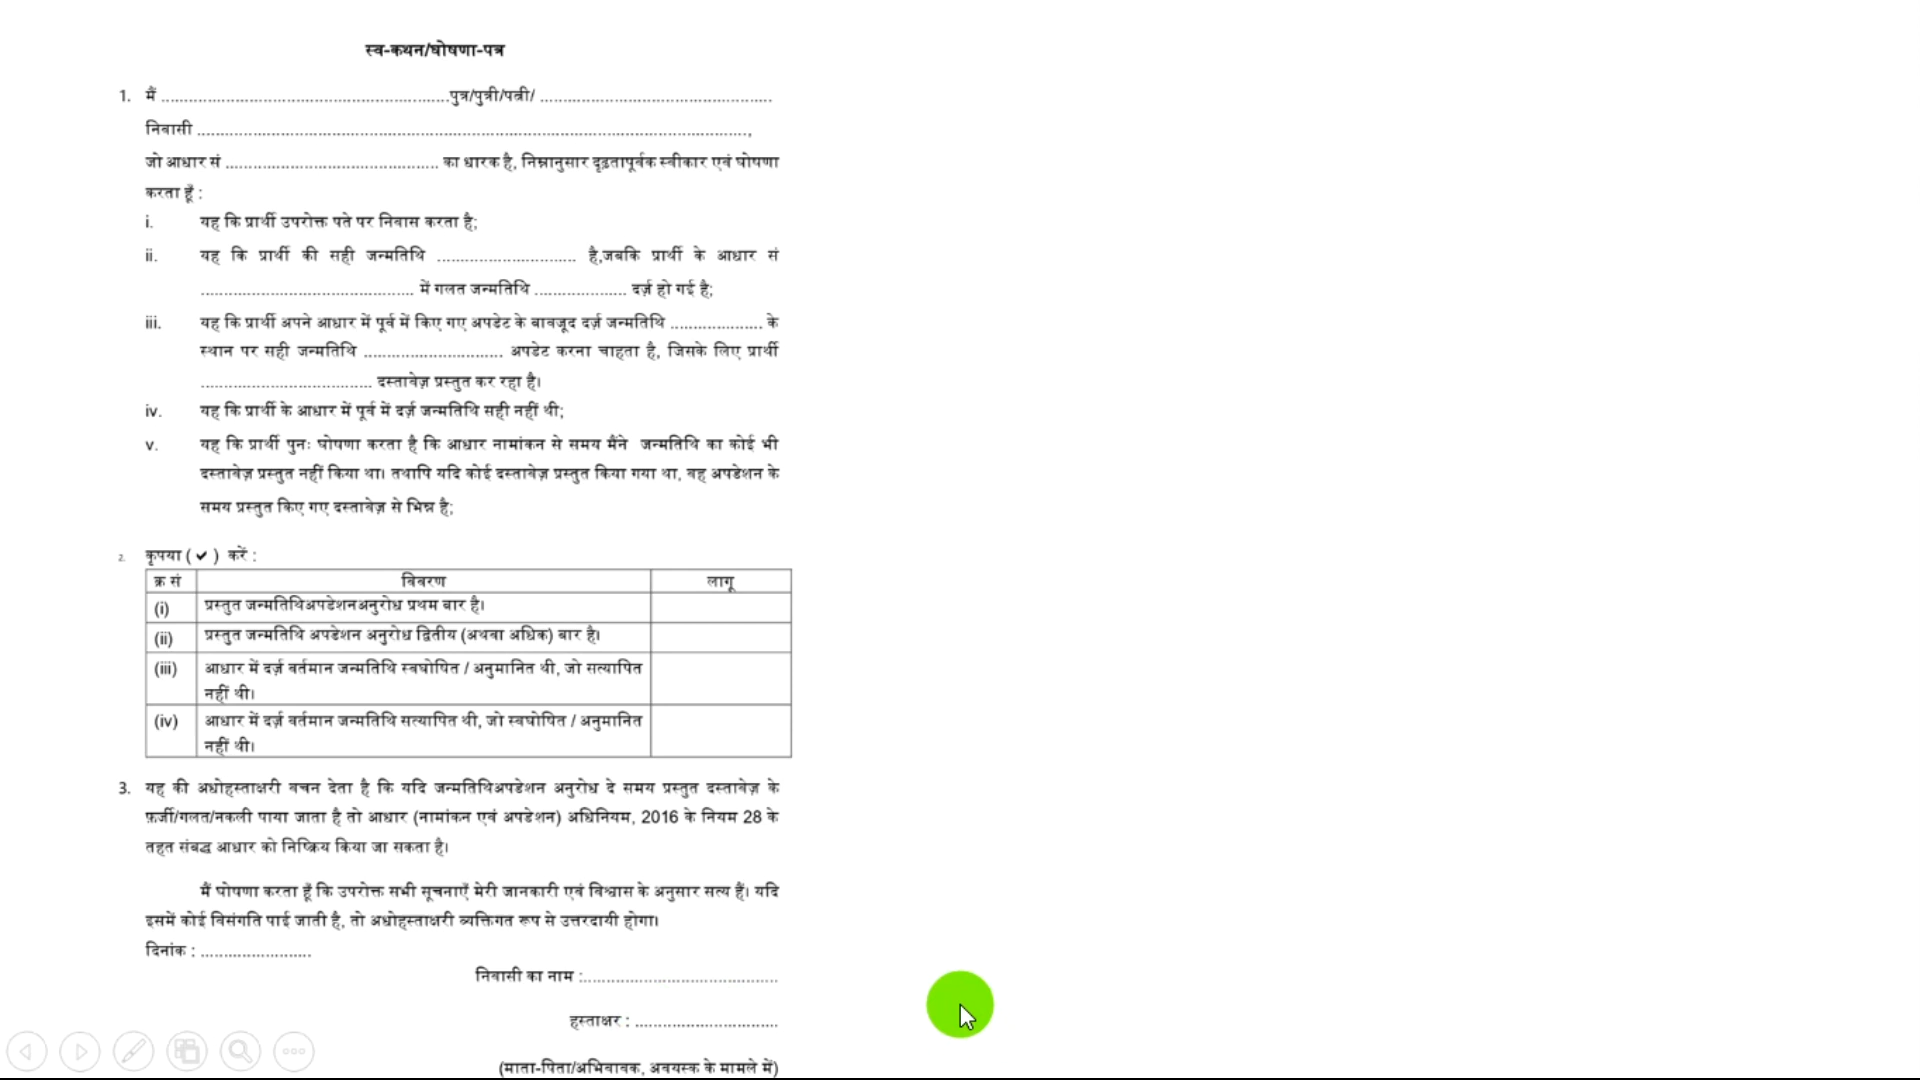 स्व-कथन/घोषणा-पत्र
1. मैं ..............................................................पुत्र/पुत्री/पत्नी/ ..................................................
निवासी .......................................................................................................................,
जो आधार सं .............................................. का धारक है, निम्नानुसार दृढ़तापूर्वक स्वीकार एवं घोषणा
करता हूँ :
i. यह कि प्रार्थी उपरोक्त पते पर निवास करता है;
ii. यह कि प्रार्थी की सही जन्मतिथि .............................. है,जबकि प्रार्थी के आधार सं
.............................................. में गलत जन्मतिथि .................... दर्ज़ हो गई है;
iii. यह कि प्रार्थी अपने आधार में पूर्व में किए गए अपडेट के बावजूद दर्ज़ जन्मतिथि .................... के
स्थान पर सही जन्मतिथि .............................. अपडेट करना चाहता है, जिसके लिए प्रार्थी
..................................... दस्तावेज़ प्रस्तुत कर रहा है।
iv. यह कि प्रार्थी के आधार में पूर्व में दर्ज़ जन्मतिथि सही नहीं थी;
v. यह कि प्रार्थी पुनः घोषणा करता है कि आधार नामांकन से समय मैंने जन्मतिथि का कोई भी
दस्तावेज़ प्रस्तुत नहीं किया था। तथापि यदि कोई दस्तावेज़ प्रस्तुत किया गया था, वह अपडेशन के
समय प्रस्तुत किए गए दस्तावेज़ से भिन्न है;
2. कृपया ( ✔ ) करें :
क्र सं विवरण लागू
(i) प्रस्तुत जन्मतिथिअपडेशनअनुरोध प्रथम बार है।
(ii) प्रस्तुत जन्मतिथि अपडेशन अनुरोध द्वितीय (अथवा अधिक) बार है।
(iii) आधार में दर्ज़ वर्तमान जन्मतिथि स्वघोषित / अनुमानित थी, जो सत्यापित
नहीं थी।
(iv) आधार में दर्ज़ वर्तमान जन्मतिथि सत्यापित थी, जो स्वघोषित / अनुमानित
नहीं थी।
3. यह की अधोहस्ताक्षरी वचन देता है कि यदि जन्मतिथिअपडेशन अनुरोध दे समय प्रस्तुत दस्तावेज़ के
फ़र्जी/गलत/नकली पाया जाता है तो आधार (नामांकन एवं अपडेशन) अधिनियम, 2016 के नियम 28 के
तहत संबद्ध आधार को निष्क्रिय किया जा सकता है।
मैं घोषणा करता हूँ कि उपरोक्त सभी सूचनाएँ मेरी जानकारी एवं विश्वास के अनुसार सत्य हैं। यदि
इसमें कोई विसंगति पाई जाती है, तो अधोहस्ताक्षरी व्यक्तिगत रूप से उत्तरदायी होगा।
दिनांक : ........................
निवासी का नाम :..........................................
हस्ताक्षर : ...............................
(माता-पिता/अभिवावक, अवयस्क के मामले में)